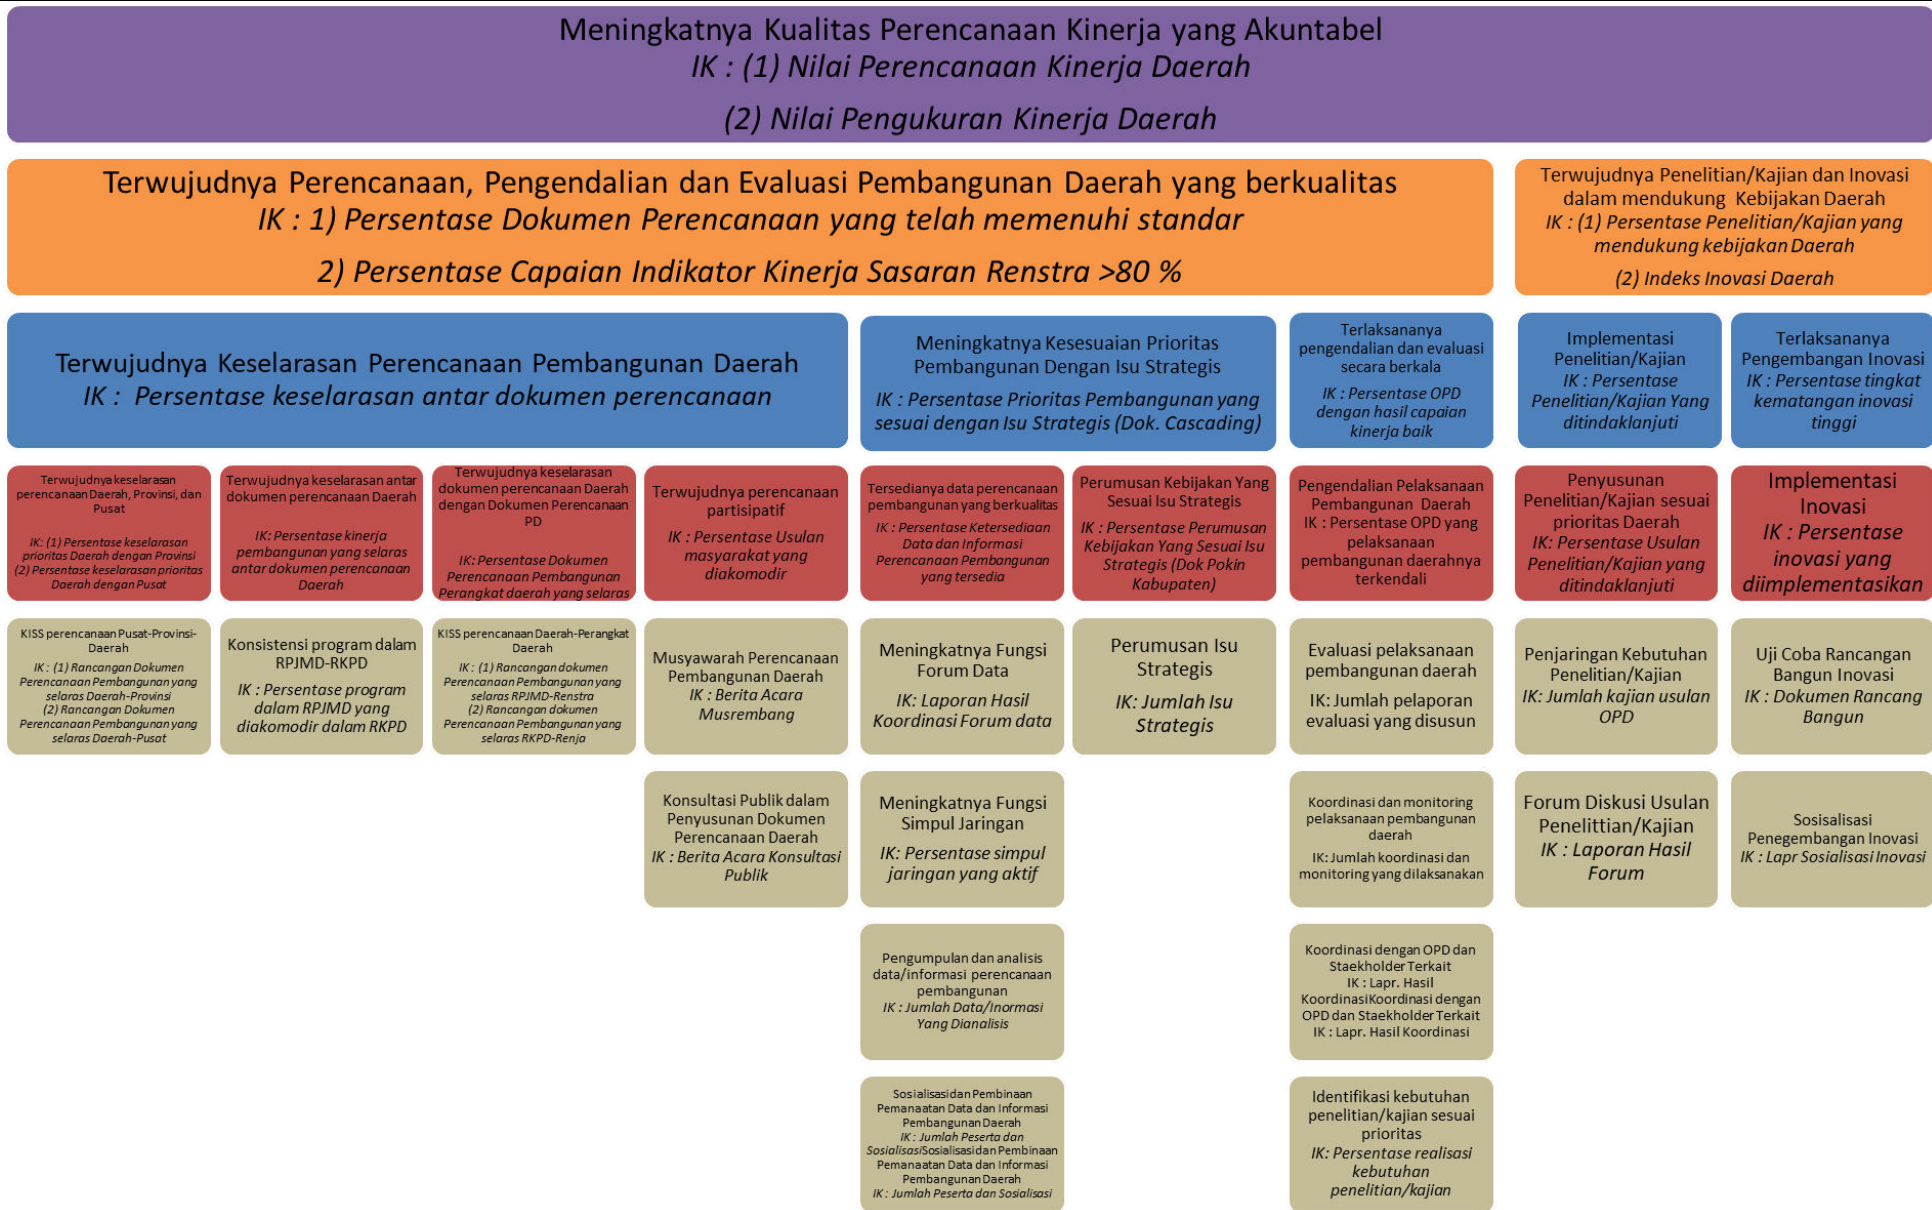 Meningkatnya Kualitas Perencanaan Kinerja yang Akuntabel
IK : (1) Nilai Perencanaan Kinerja Daerah
(2) Nilai Pengukuran Kinerja Daerah
Terwujudnya Perencanaan, Pengendalian dan Evaluasi Pembangunan Daerah yang berkualitas
IK : 1) Persentase Dokumen Perencanaan yang telah memenuhi standar
2) Persentase Capaian Indikator Kinerja Sasaran Renstra >80 %
Terwujudnya Penelitian/Kajian dan Inovasi
dalam mendukung Kebijakan Daerah
IK : (1) Persentase Penelitian/Kajian yang
mendukung kebijakan Daerah
(2) Indeks Inovasi Daerah
Terwujudnya Keselarasan Perencanaan Pembangunan Daerah
IK : Persentase keselarasan antar dokumen perencanaan
Meningkatnya Kesesuaian Prioritas
Pembangunan Dengan Isu Strategis
IK : Persentase Prioritas Pembangunan yang
sesuai dengan Isu Strategis (Dok. Cascading)
Terlaksananya
pengendalian dan evaluasi
secara berkala
IK : Persentase OPD
dengan hasil capaian
kinerja baik
Implementasi
Penelitian/Kajian
IK : Persentase
Penelitian/Kajian Yang
ditindaklanjuti
Terlaksananya
Pengembangan Inovasi
IK : Persentase tingkat
kematangan inovasi
tinggi
Terwujudnya keselarasan
perencanaan Daerah, Provinsi, dan
Pusat
IK: (1) Persentase keselarasan
prioritas Daerah dengan Provinsi
(2) Persentase keselarasan prioritas
Daerah dengan Pusat
Terwujudnya keselarasan antar
dokumen perencanaan Daerah
IK: Persentase kinerja
pembangunan yang selaras
antar dokumen perencanaan
Daerah
Terwujudnya keselarasan
dokumen perencanaan Daerah
dengan Dokumen Perencanaan
PD
IK: Persentase Dokumen
Perencanaan Pembangunan
Perangkat daerah yang selaras
Terwujudnya perencanaan
partisipatif
IK : Persentase Usulan
masyarakat yang
diakomodir
Tersedianya data perencanaan
pembangunan yang berkualitas
IK : Persentase Ketersediaan
Data dan Informasi
Perencanaan Pembangunan
yang tersedia
Perumusan Kebijakan Yang
Sesuai Isu Strategis
IK : Persentase Perumusan
Kebijakan Yang Sesuai Isu
Strategis (Dok Pokin
Kabupaten)
Pengendalian Pelaksanaan
Pembangunan Daerah
IK : Persentase OPD yang
pelaksanaan
pembangunan daerahnya
terkendali
Penyusunan
Penelitian/Kajian sesuai
prioritas Daerah
IK: Persentase Usulan
Penelitian/Kajian yang
ditindaklanjuti
Implementasi
Inovasi
IK : Persentase
inovasi yang
diimplementasikan
KISS perencanaan Pusat-Provinsi-
Daerah
IK : (1) Rancangan Dokumen
Perencanaan Pembangunan yang
selaras Daerah-Provinsi
(2) Rancangan Dokumen
Perencanaan Pembangunan yang
selaras Daerah-Pusat
Konsistensi program dalam
RPJMD-RKPD
IK : Persentase program
dalam RPJMD yang
diakomodir dalam RKPD
KISS perencanaan Daerah-Perangkat
Daerah
IK : (1) Rancangan dokumen
Perencanaan Pembangunan yang
selaras RPJMD-Renstra
(2) Rancangan dokumen
Perencanaan Pembangunan yang
selaras RKPD-Renja
Musyawarah Perencanaan
Pembangunan Daerah
IK : Berita Acara
Musrembang
Meningkatnya Fungsi
Forum Data
IK: Laporan Hasil
Koordinasi Forum data
Perumusan Isu
Strategis
IK: Jumlah Isu
Strategis
Evaluasi pelaksanaan
pembangunan daerah
IK: Jumlah pelaporan
evaluasi yang disusun
Penjaringan Kebutuhan
Penelitian/Kajian
IK: Jumlah kajian usulan
OPD
Uji Coba Rancangan
Bangun Inovasi
IK : Dokumen Rancang
Bangun
Konsultasi Publik dalam
Penyusunan Dokumen
Perencanaan Daerah
IK : Berita Acara Konsultasi
Publik
Meningkatnya Fungsi
Simpul Jaringan
IK: Persentase simpul
jaringan yang aktif
Koordinasi dan monitoring
pelaksanaan pembangunan
daerah
IK: Jumlah koordinasi dan
monitoring yang dilaksanakan
Forum Diskusi Usulan
Penelittian/Kajian
IK : Laporan Hasil
Forum
Sosisalisasi
Penegembangan Inovasi
IK : Lapr Sosialisasi Inovasi
Pengumpulan dan analisis
data/informasi perencanaan
pembangunan
IK : Jumlah Data/Inormasi
Yang Dianalisis
Koordinasi dengan OPD dan
Staekholder Terkait
IK : Lapr. Hasil
KoordinasiKoordinasi dengan
OPD dan Staekholder Terkait
IK : Lapr. Hasil Koordinasi
Sosialisasi dan Pembinaan
Pemanaatan Data dan Informasi
Pembangunan Daerah
IK : Jumlah Peserta dan
SosialisasiSosialisasi dan Pembinaan
Pemanaatan Data dan Informasi
Pembangunan Daerah
IK : Jumlah Peserta dan Sosialisasi
Identifikasi kebutuhan
penelitian/kajian sesuai
prioritas
IK: Persentase realisasi
kebutuhan
penelitian/kajian